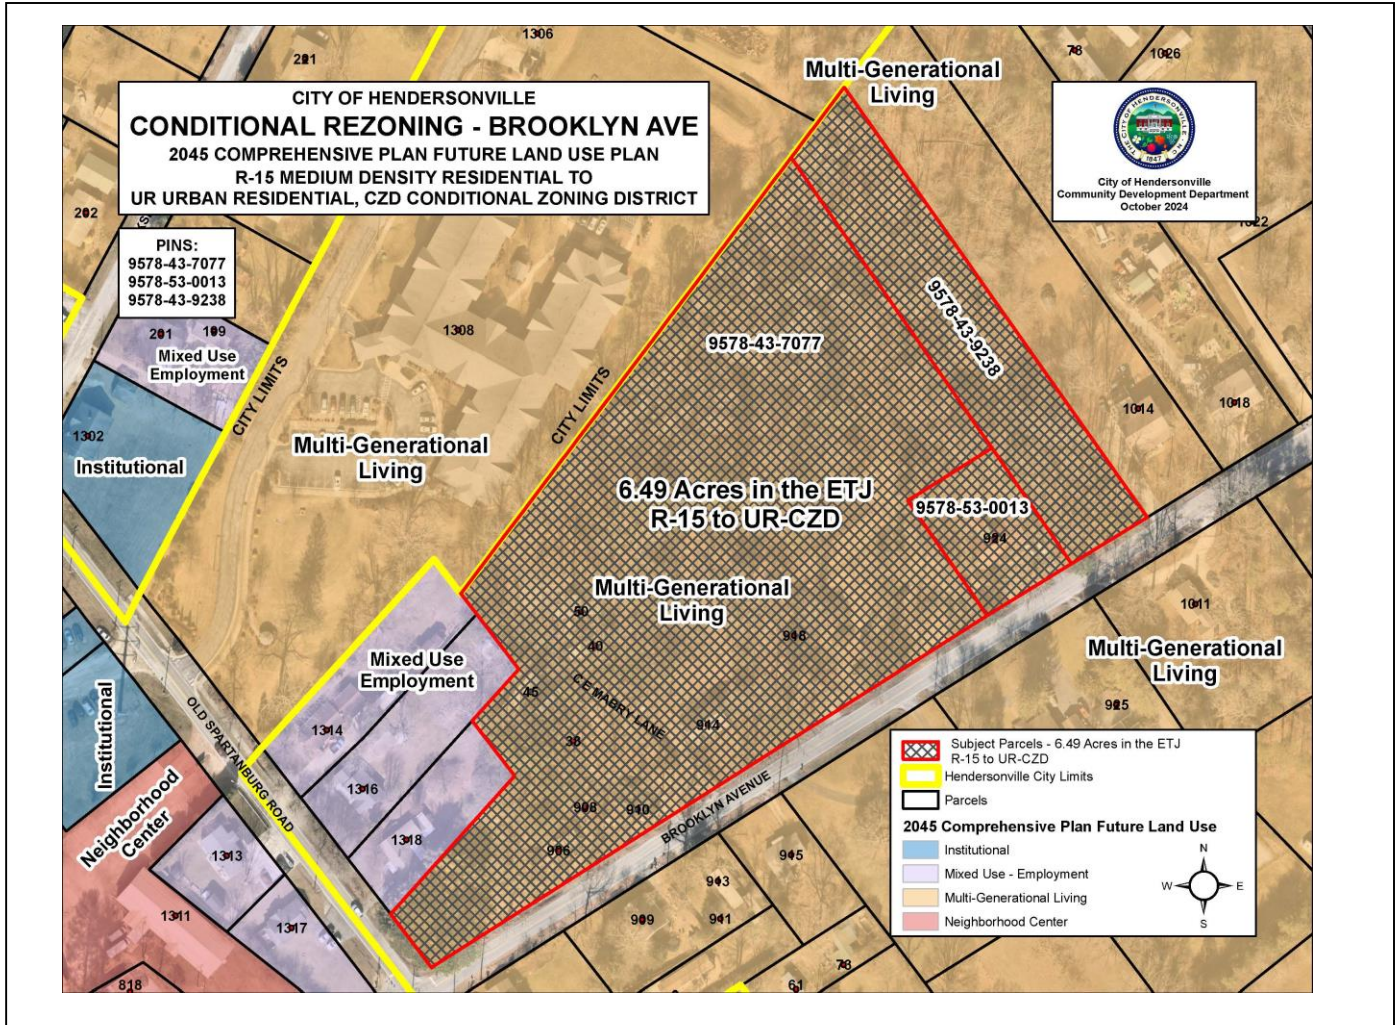 CITY OF HENDERSONVILLE
CONDITIONAL REZONING - BROOKLYN AVE
2045 COMPREHENSIVE PLAN FUTURE LAND USE PLAN
R-15 MEDIUM DENSITY RESIDENTIAL TO
UR URBAN RESIDENTIAL, CZD CONDITIONAL ZONING DISTRICT
PINS:
9578-43-7077
9578-53-0013
9578-43-9238
THE CITY OF HENDERSONVILLE, N.C.
1847
City of Hendersonville
Community Development Department
October 2024
221
1306
78
1026
Multi-Generational
Living
202
1022
201
199
Mixed Use
Employment
1308
9578-43-7077
9578-43-9238
CITY LIMITS
CITY LIMITS
1302
Institutional
Multi-Generational
Living
1014
1018
6.49 Acres in the ETJ
R-15 to UR-CZD
9578-53-0013
924
Multi-Generational
Living
50
40
918
1011
Multi-Generational
Living
Mixed Use
Employment
45
C E MABRY LANE
914
38
925
Institutional
OLD SPARTANBURG ROAD
1314
1316
1318
908
910
906
BROOKLYN AVENUE
Neighborhood
Center
1313
1311
1317
818
915
913
911
909
78
61
Subject Parcels - 6.49 Acres in the ETJ
R-15 to UR-CZD
Hendersonville City Limits
Parcels
2045 Comprehensive Plan Future Land Use
Institutional
Mixed Use - Employment
Multi-Generational Living
Neighborhood Center
N
W
E
S